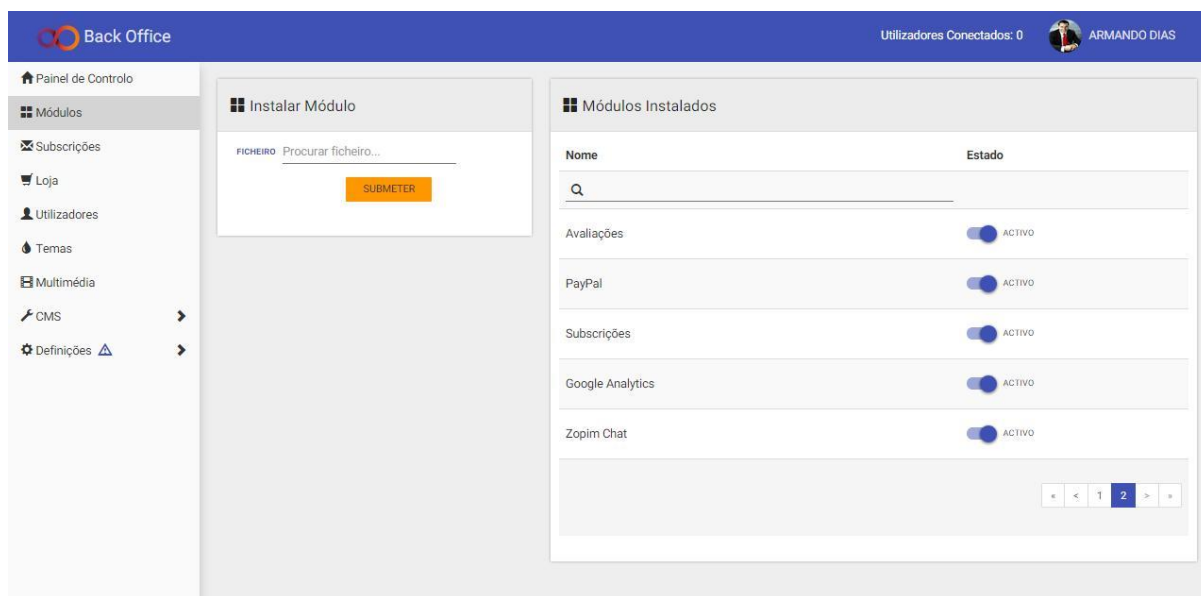 Back Office
Utilizadores Conectados: 0
ARMANDO DIAS
Painel de Controlo
Módulos
Subscrições
Loja
Utilizadores
Temas
Multimédia
CMS
Definições
Instalar Módulo
FICHEIRO Procurar ficheiro...
SUBMETER
Módulos Instalados
Nome Estado
Avaliações ACTIVO
PayPal ACTIVO
Subscrições ACTIVO
Google Analytics ACTIVO
Zopim Chat ACTIVO
« < 1 2 > »